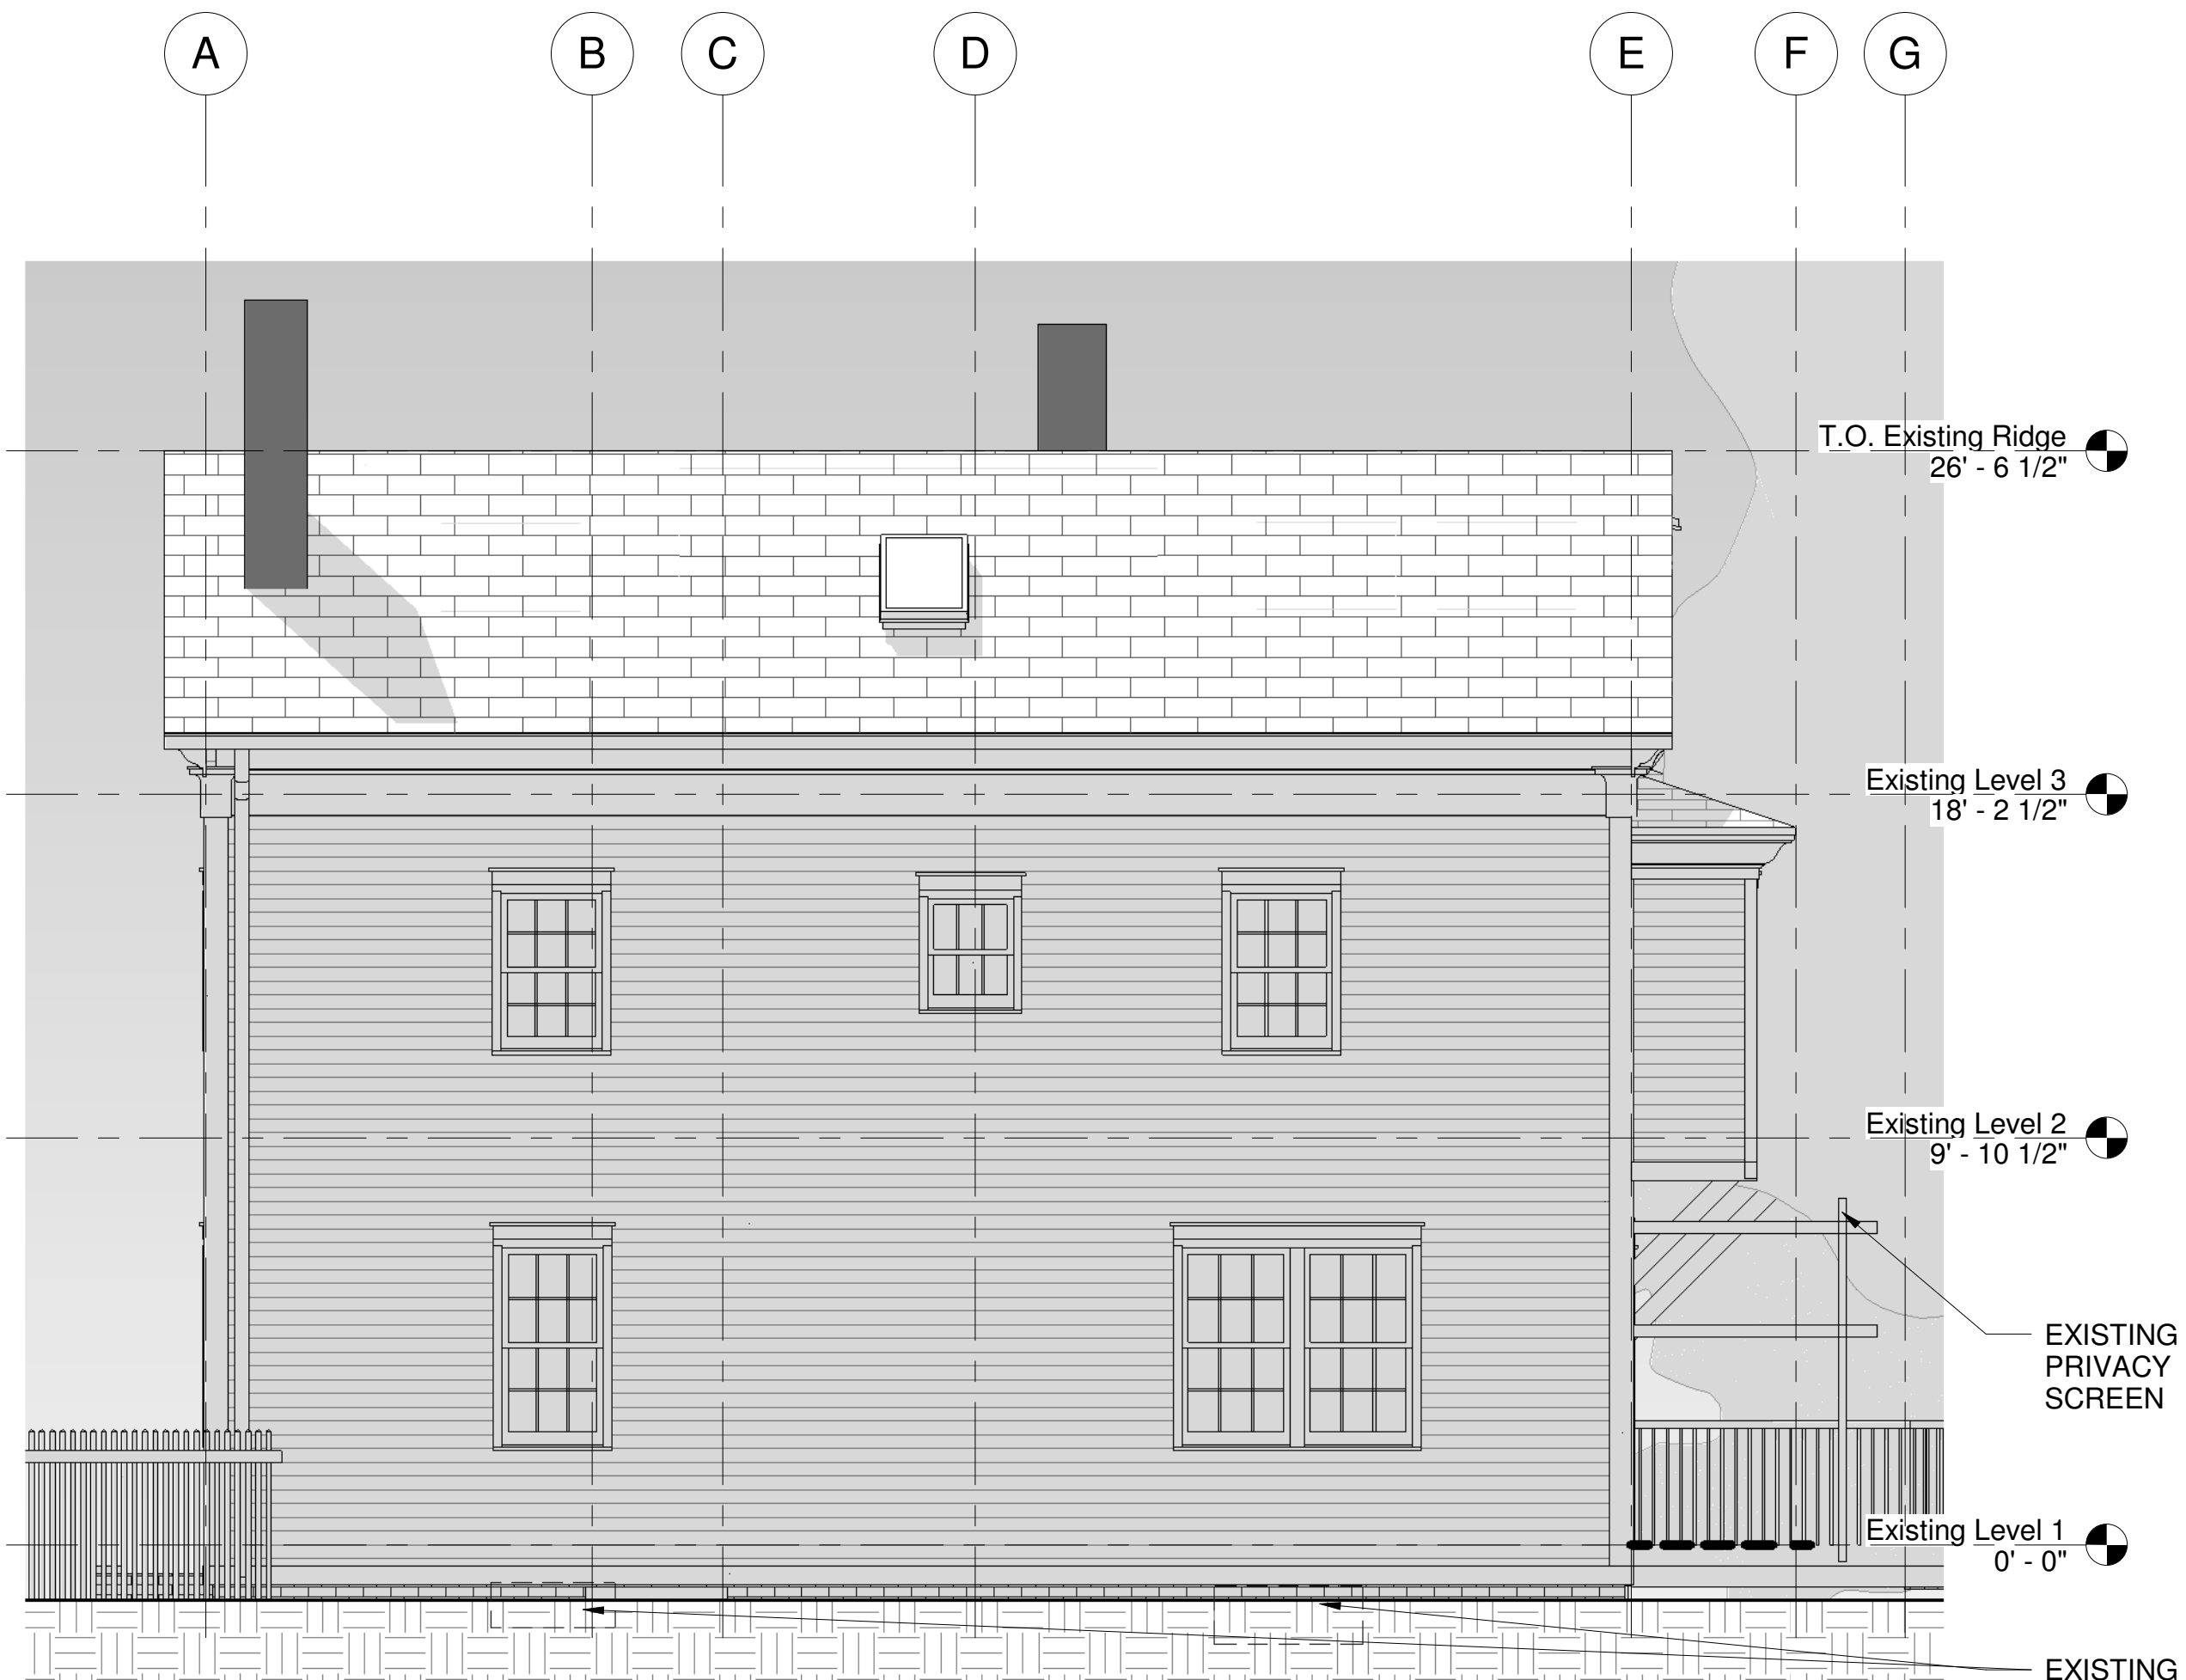 A B C D E F G
T.O. Existing Ridge
26' - 6 1/2"
Existing Level 3
18' - 2 1/2"
Existing Level 2
9' - 10 1/2"
EXISTING
PRIVACY
SCREEN
Existing Level 1
0' - 0"
EXISTING